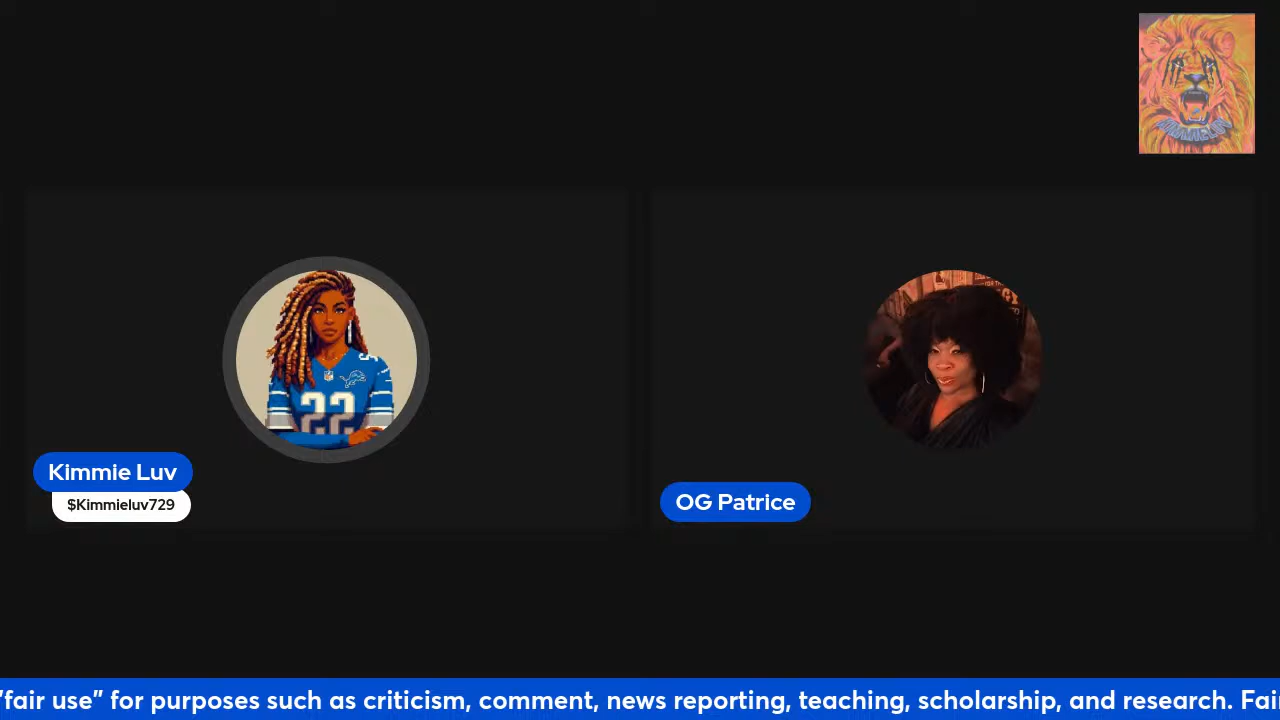 22
Kimmie Luv
$Kimmieluv729
OG Patrice
"fair use" for purposes such as criticism, comment, news reporting, teaching, scholarship, and research. Fai